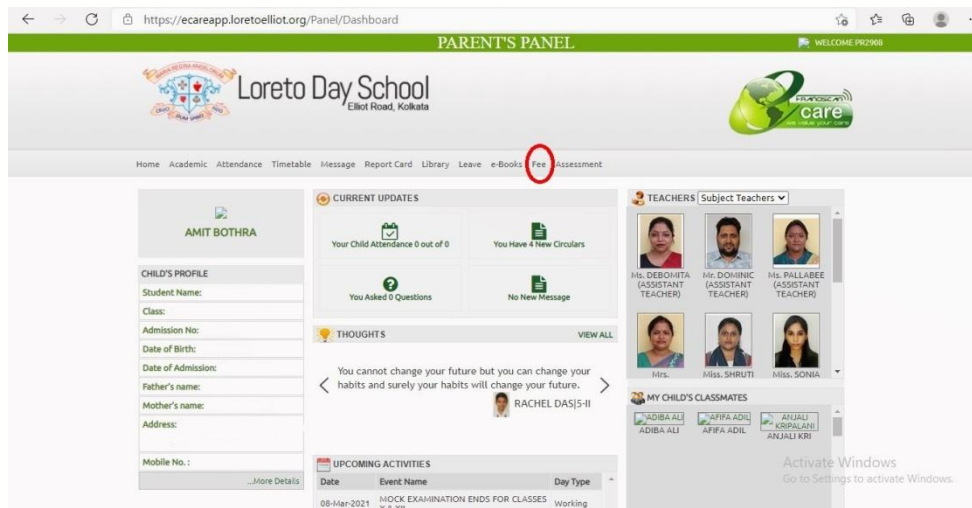 https://ecareapp.loretoelliot.org/Panel/Dashboard
PARENT'S PANEL
WELCOME PR2908
Loreto Day School
Elliot Road, Kolkata
FRANCISCAN
care
we value your care
Home Academic Attendance Timetable Message Report Card Library Leave e-Books Fee Assessment
AMIT BOTHRA
CHILD'S PROFILE
Student Name:
Class:
Admission No:
Date of Birth:
Date of Admission:
Father's name:
Mother's name:
Address:
Mobile No. :
...More Details
CURRENT UPDATES
Your Child Attendance 0 out of 0
You Have 4 New Circulars
You Asked 0 Questions
No New Message
THOUGHTS
VIEW ALL
You cannot change your future but you can change your
habits and surely your habits will change your future.
RACHEL DAS|5-II
UPCOMING ACTIVITIES
Date Event Name Day Type
08-Mar-2021 MOCK EXAMINATION ENDS FOR CLASSES Working
TEACHERS Subject Teachers
Ms. DEBOMITA (ASSISTANT TEACHER)
Mr. DOMINIC (ASSISTANT TEACHER)
Ms. PALLABEE (ASSISTANT TEACHER)
Mrs. Miss. SHRUTI Miss. SONIA
MY CHILD'S CLASSMATES
ADIBA ALI AFIFA ADIL ANJALI KRIPALANI
ADIBA ALI AFIFA ADIL ANJALI KRI
Activate Windows
Go to Settings to activate Windows.